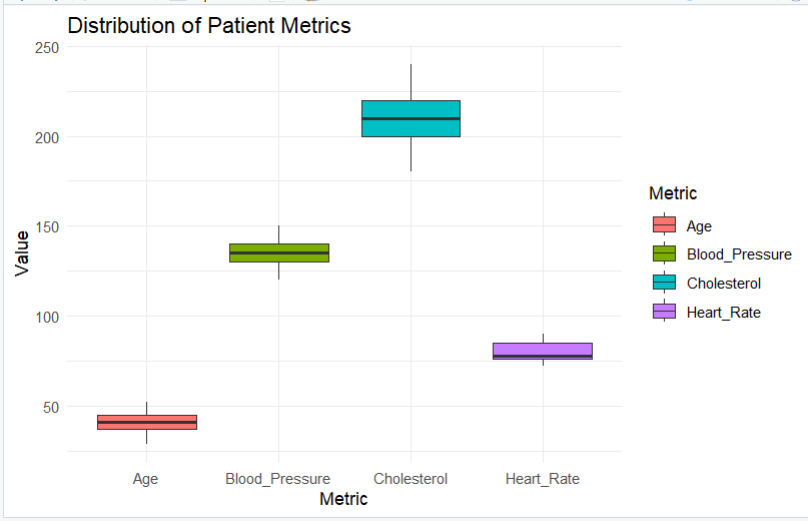 Distribution of Patient Metrics
250
200
150
100
50
Value
Age
Blood_Pressure
Cholesterol
Heart_Rate
Metric
Metric
Age
Blood_Pressure
Cholesterol
Heart_Rate